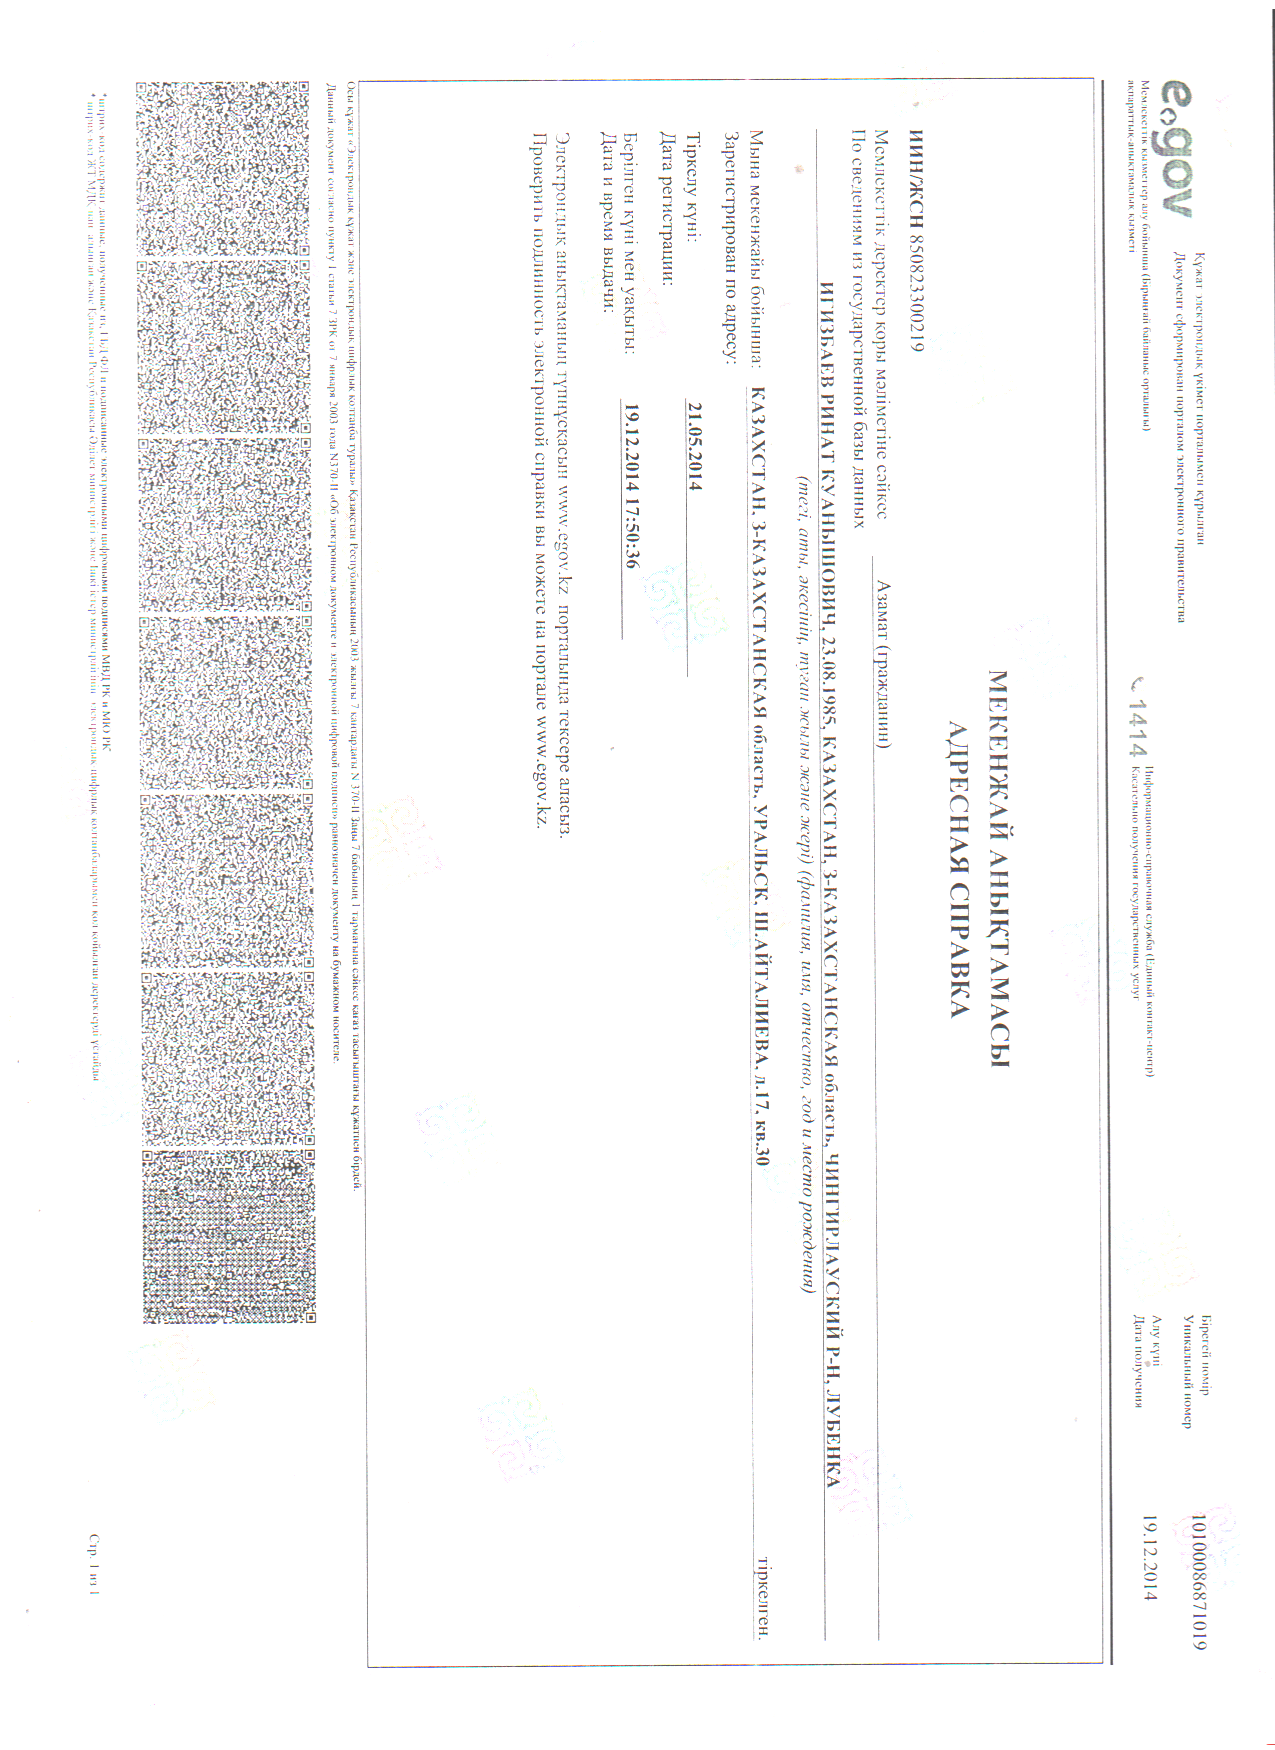 e.gov
Құжат электрондық үкімет порталымен құрылған
Документ сформирован порталом электронного правительства
Мемлекеттік қызметтер алу бойынша (Бірыңғай байланыс орталығы)
ақпараттық-анықтамалық қызметі
1414
Информационно-справочная служба (Единый контакт-центр)
Касательно получения государственных услуг
Бірегей нөмір
Уникальный номер
10100086871019
Алу күні
Дата получения
19.12.2014
МЕКЕНЖАЙ АНЫҚТАМАСЫ
АДРЕСНАЯ СПРАВКА
ИИН/ЖСН 850823300219
Мемлекеттік деректер қоры мәліметіне сәйкес
По сведениям из государственной базы данных
Азамат (гражданин)
ИГИЗБАЕВ РИНАТ КУАНЫШОВИЧ, 23.08.1985, КАЗАХСТАН, З-КАЗАХСТАНСКАЯ область, ЧИНГИРЛАУСКИЙ Р-Н, ЛУБЕНКА
(тегі, аты, әкесінің, туған жылы және жері) (фамилия, имя, отчество, год и место рождения)
Мына мекенжайы бойынша: КАЗАХСТАН, З-КАЗАХСТАНСКАЯ область, УРАЛЬСК, Ш.АЙТАЛИЕВА, д.17, кв.30 тіркелген.
Зарегистрирован по адресу:
Тіркелу күні: 21.05.2014
Дата регистрации:
Берілген күні мен уақыты: 19.12.2014 17:50:36
Дата и время выдачи:
Электрондық анықтаманың түпнұсқасын www.egov.kz порталында тексере аласыз.
Проверить подлинность электронной справки вы можете на портале www.egov.kz.
Осы құжат «Электрондық құжат және электрондық цифрлық қолтаңба туралы» Қазақстан Республикасының 2003 жылғы 7 қаңтардағы N 370-II Заңы 7 бабының 1 тармағына сәйкес қағаз тасығыштағы құжатпен бірдей.
Данный документ согласно пункту 1 статьи 7 ЗРК от 7 января 2003 года N370-II «Об электронном документе и электронной цифровой подписи» равнозначен документу на бумажном носителе.
*штрих-код содержит данные, полученные из ГБД ФЛ и подписанные электронными цифровыми подписями МВД РК и МЮ РК
*штрих-код ЖТ МДҚ-нан алынған және Қазақстан Республикасы Әділет министрлігі және Ішкі істер министрлігінің электрондық цифрлық қолтаңбаларымен қол қойылған деректерді ұстайды
Стр. 1 из 1